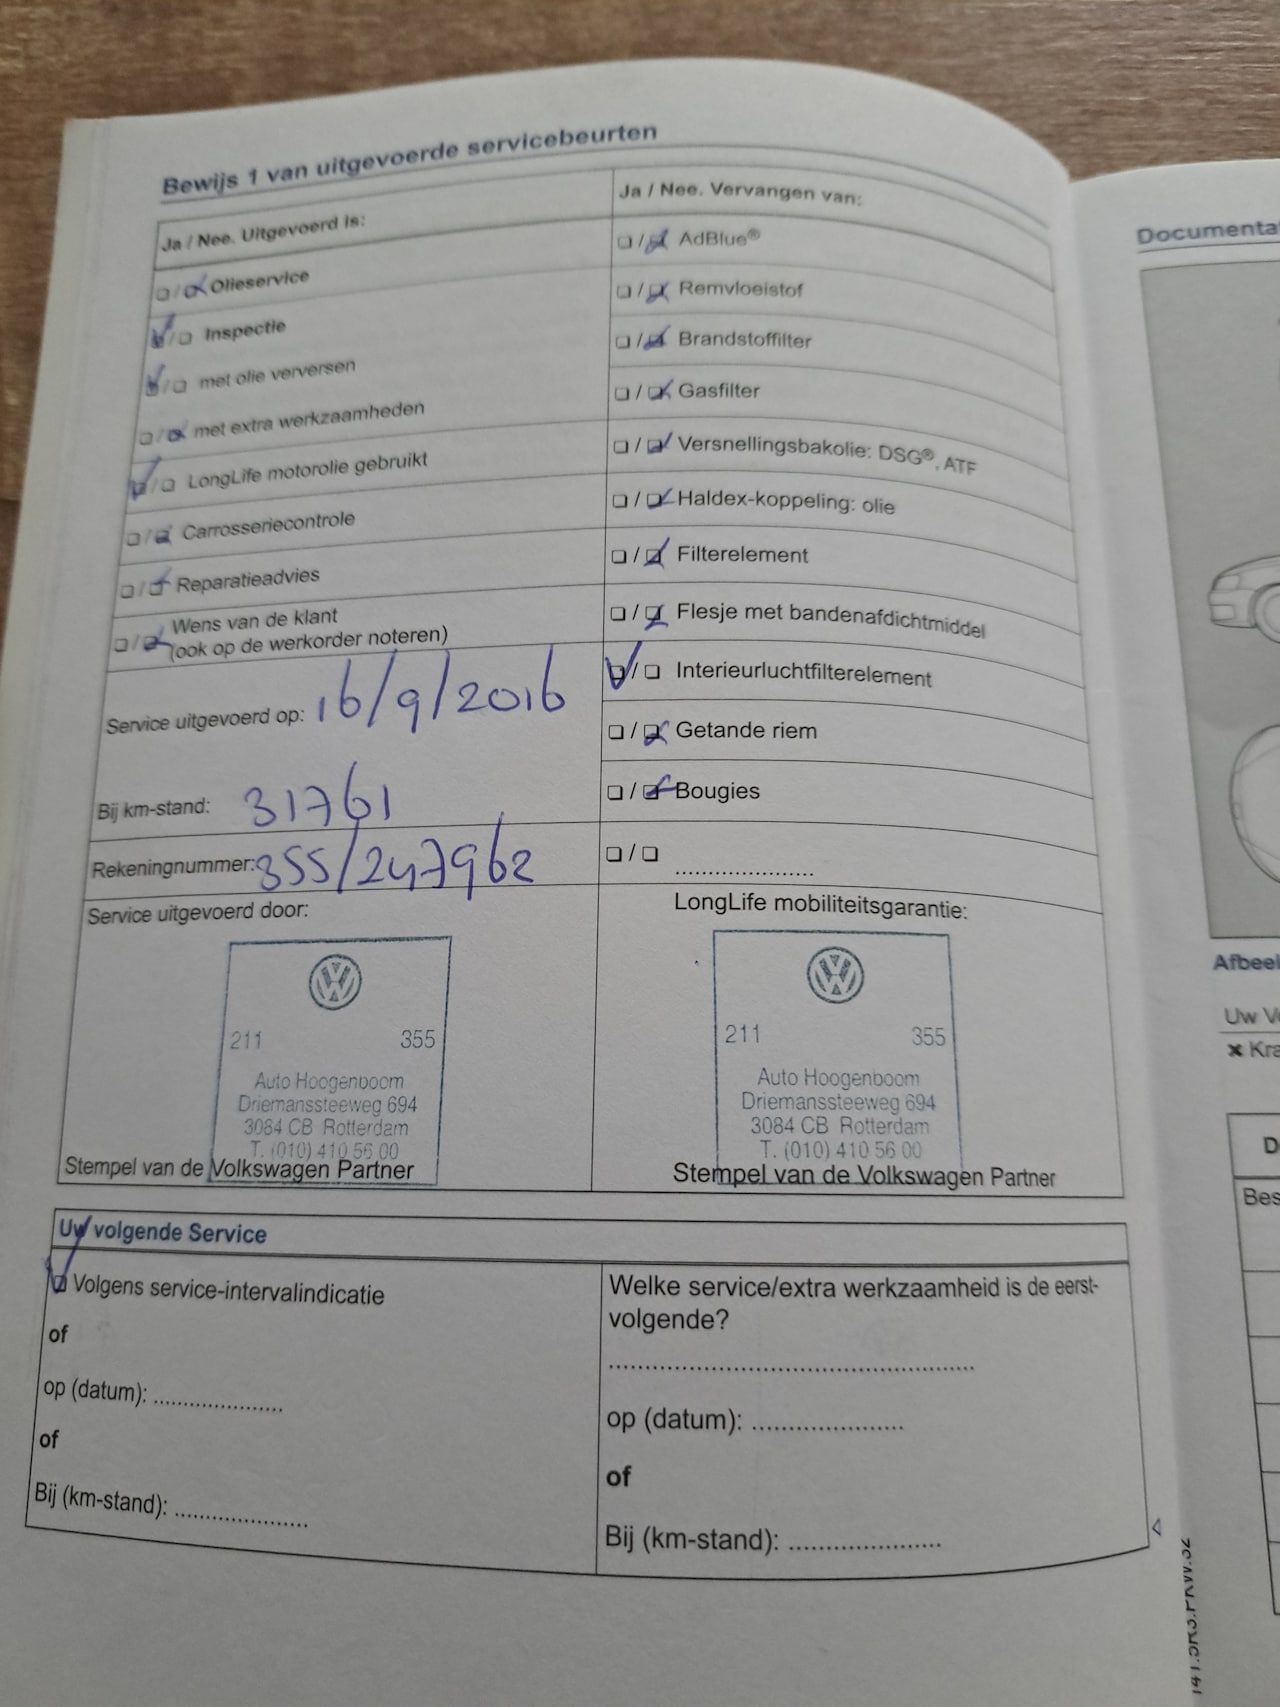 Bewijs 1 van uitgevoerde servicebeurten
Ja / Nee. Uitgevoerd is:
❏ / ❏ Olieservice
❏ / ❏ Inspectie
❏ / ❏ met olie verversen
❏ / ❏ met extra werkzaamheden
❏ / ❏ LongLife motorolie gebruikt
❏ / ❏ Carrosseriecontrole
❏ / ❏ Reparatieadvies
❏ / ❏ Wens van de klant
(ook op de werkorder noteren)
Service uitgevoerd op: 16/9/2016
Bij km-stand: 31761
Rekeningnummer: 355/247962
Service uitgevoerd door:
211 355
Auto Hoogenboom
Driemanssteeweg 694
3084 CB Rotterdam
T. (010) 410 56 00
Stempel van de Volkswagen Partner
Ja / Nee. Vervangen van:
❏ / ❏ AdBlue®
❏ / ❏ Remvloeistof
❏ / ❏ Brandstoffilter
❏ / ❏ Gasfilter
❏ / ❏ Versnellingsbakolie: DSG®, ATF
❏ / ❏ Haldex-koppeling: olie
❏ / ❏ Filterelement
❏ / ❏ Flesje met bandenafdichtmiddel
❏ / ❏ Interieurluchtfilterelement
❏ / ❏ Getande riem
❏ / ❏ Bougies
❏ / ❏ ......................
LongLife mobiliteitsgarantie:
211 355
Auto Hoogenboom
Driemanssteeweg 694
3084 CB Rotterdam
T. (010) 410 56 00
Stempel van de Volkswagen Partner
Uw volgende Service
❏ Volgens service-intervalindicatie
of
op (datum): ......................
of
Bij (km-stand): ......................
Welke service/extra werkzaamheid is de eerst-
volgende?
......................................................
op (datum): ......................
of
Bij (km-stand): ......................
Documenta
Afbeel
Uw V
× Kra
D
Bes